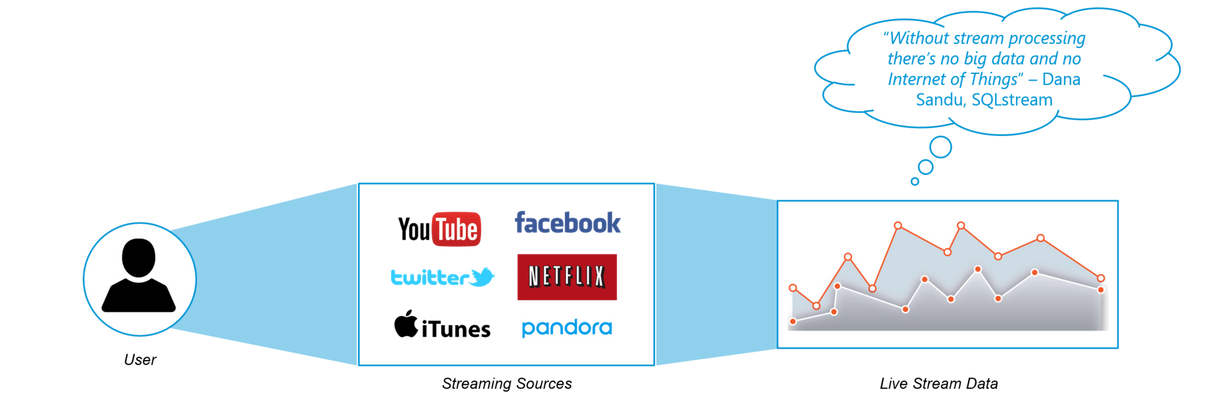 "Without stream processing
there's no big data and no
Internet of Things" – Dana
Sandu, SQLstream
YouTube
facebook
twitter
NETFLIX
iTunes
pandora
User
Streaming Sources
Live Stream Data